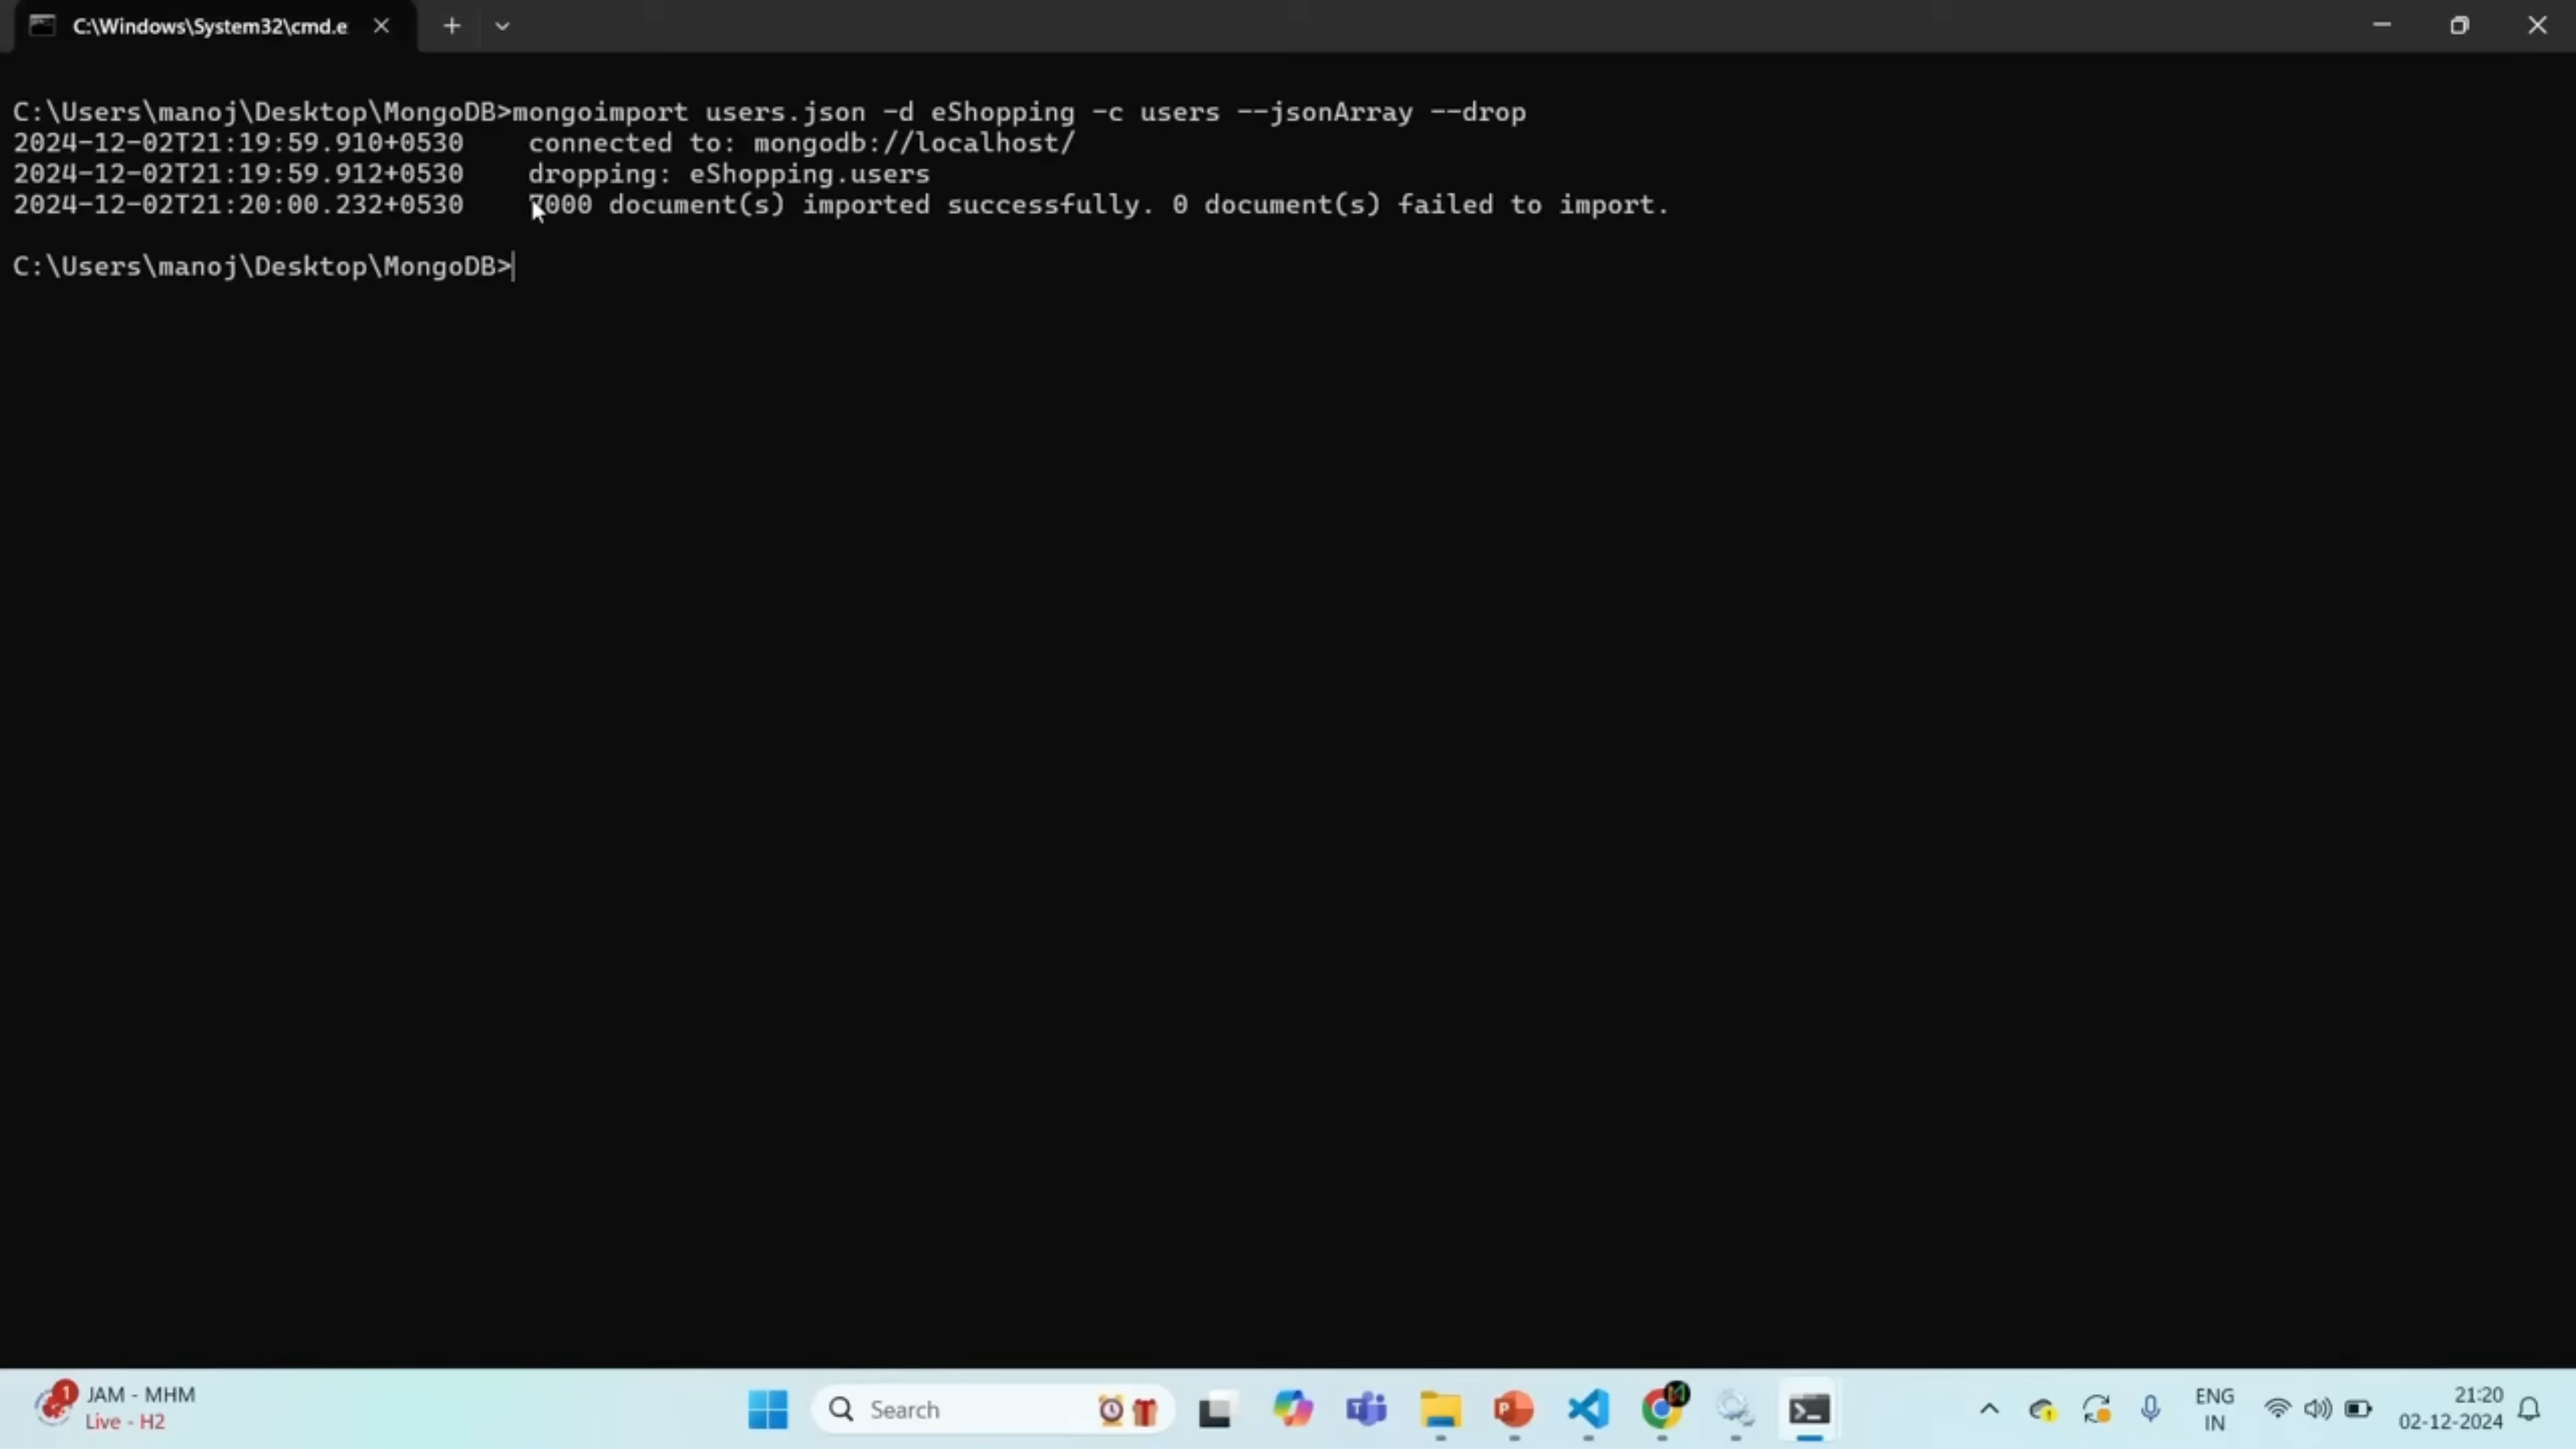 C:\Windows\System32\cmd.e
C:\Users\manoj\Desktop\MongoDB>mongoimport users.json -d eShopping -c users --jsonArray --drop
2024-12-02T21:19:59.910+0530    connected to: mongodb://localhost/
2024-12-02T21:19:59.912+0530    dropping: eShopping.users
2024-12-02T21:20:00.232+0530    7000 document(s) imported successfully. 0 document(s) failed to import.
C:\Users\manoj\Desktop\MongoDB>
1
JAM - MHM
Live - H2
Search
ENG
IN
21:20
02-12-2024